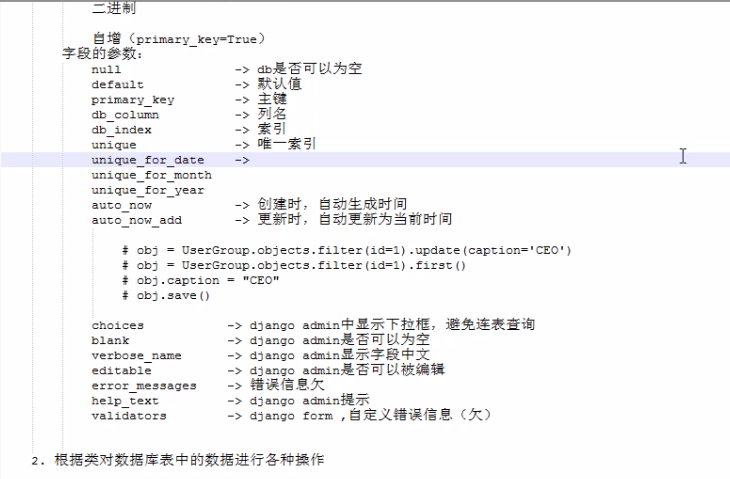 二进制
自增（primary_key=True）
字段的参数：
null -> db是否可以为空
default -> 默认值
primary_key -> 主键
db_column -> 列名
db_index -> 索引
unique -> 唯一索引
unique_for_date ->
unique_for_month
unique_for_year
auto_now -> 创建时，自动生成时间
auto_now_add -> 更新时，自动更新为当前时间
# obj = UserGroup.objects.filter(id=1).update(caption='CEO')
# obj = UserGroup.objects.filter(id=1).first()
# obj.caption = "CEO"
# obj.save()
choices -> django admin中显示下拉框，避免连表查询
blank -> django admin是否可以为空
verbose_name -> django admin显示字段中文
editable -> django admin是否可以被编辑
error_messages -> 错误信息欠
help_text -> django admin提示
validators -> django form ,自定义错误信息（欠）
2. 根据类对数据库表中的数据进行各种操作